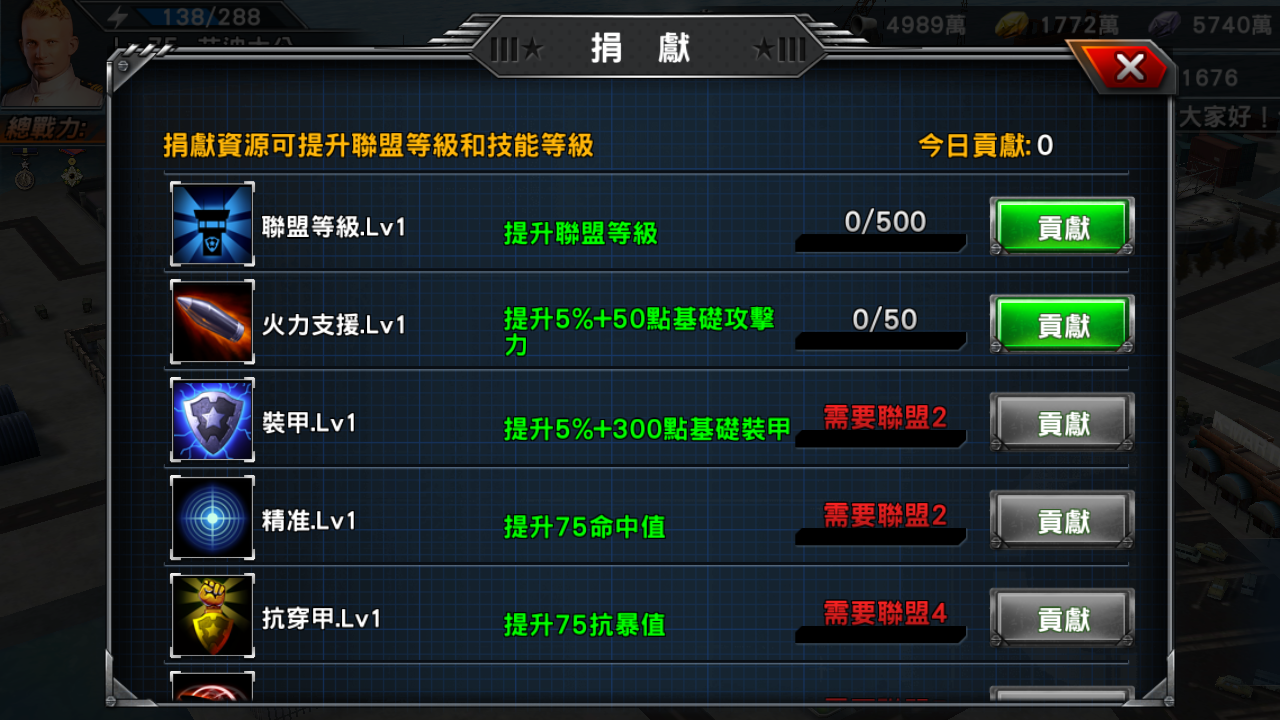 138/288
4989萬
1772萬
5740萬
捐 獻
1676
大家好！
總戰力:
捐獻資源可提升聯盟等級和技能等級
今日貢獻: 0
聯盟等級.Lv1
提升聯盟等級
0/500
貢獻
火力支援.Lv1
提升5%+50點基礎攻擊
力
0/50
貢獻
裝甲.Lv1
提升5%+300點基礎裝甲
需要聯盟2
貢獻
精准.Lv1
提升75命中值
需要聯盟2
貢獻
抗穿甲.Lv1
提升75抗暴值
需要聯盟4
貢獻